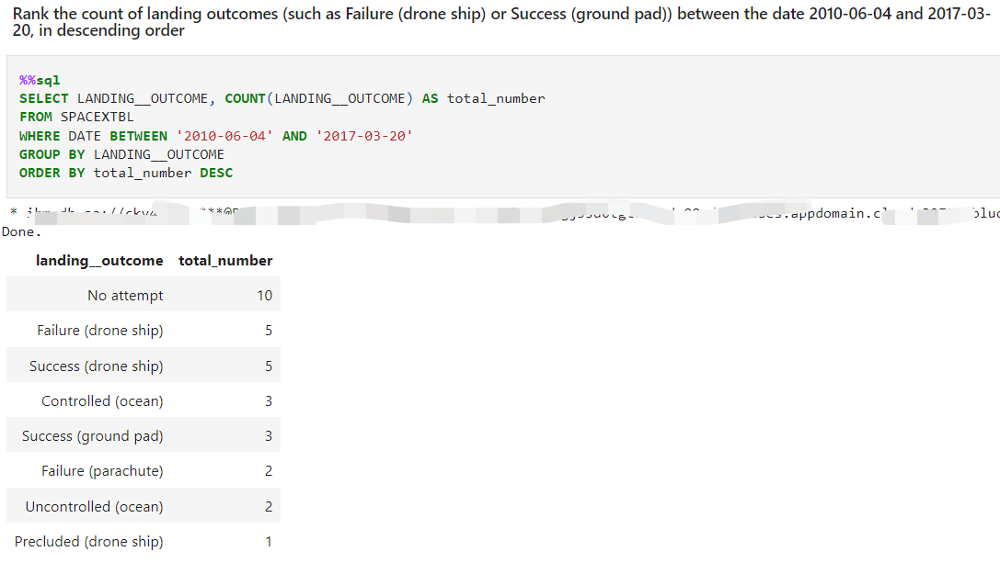 Rank the count of landing outcomes (such as Failure (drone ship) or Success (ground pad)) between the date 2010-06-04 and 2017-03-
20, in descending order
%%sql
SELECT LANDING__OUTCOME, COUNT(LANDING__OUTCOME) AS total_number
FROM SPACEXTBL
WHERE DATE BETWEEN '2010-06-04' AND '2017-03-20'
GROUP BY LANDING__OUTCOME
ORDER BY total_number DESC
*
Done.
landing__outcome total_number
No attempt 10
Failure (drone ship) 5
Success (drone ship) 5
Controlled (ocean) 3
Success (ground pad) 3
Failure (parachute) 2
Uncontrolled (ocean) 2
Precluded (drone ship) 1